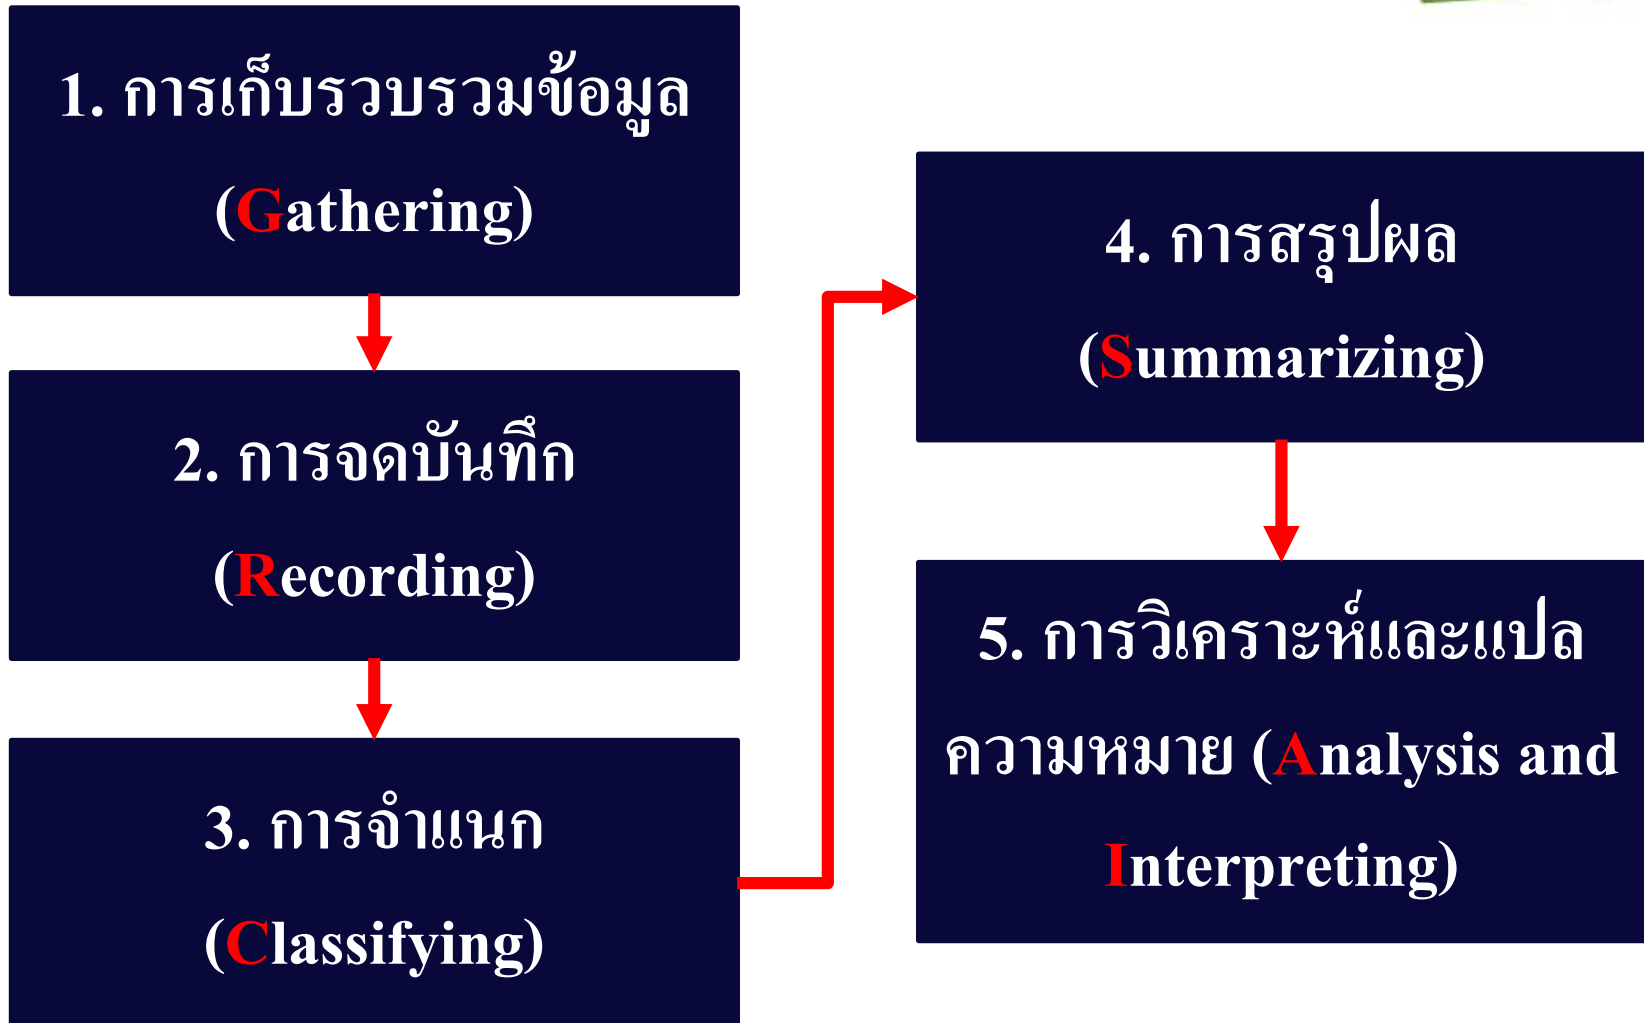 1. การเก็บรวบรวมข้อมูล
(Gathering)
2. การจดบันทึก
(Recording)
3. การจำแนก
(Classifying)
4. การสรุปผล
(Summarizing)
5. การวิเคราะห์และแปล
ความหมาย (Analysis and
Interpreting)